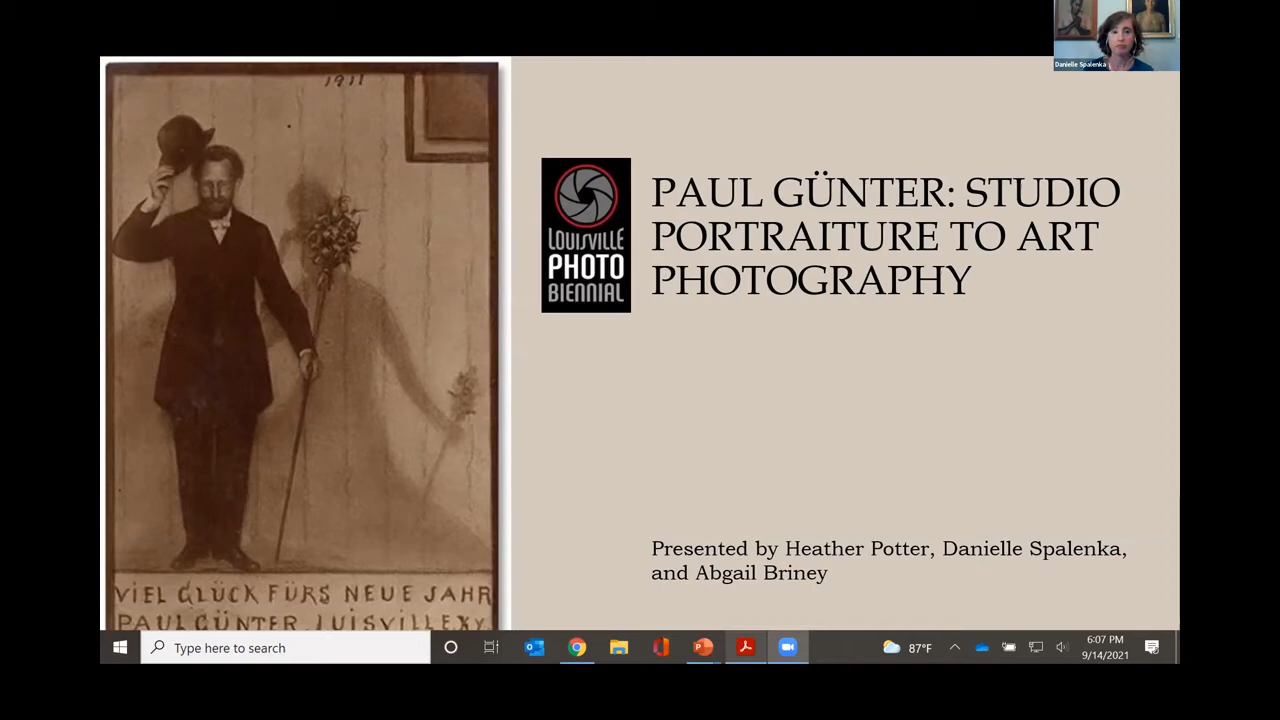 Danielle Spalenka
1911
LOUISVILLE
PHOTO
BIENNIAL
PAUL GÜNTER: STUDIO
PORTRAITURE TO ART
PHOTOGRAPHY
Presented by Heather Potter, Danielle Spalenka,
and Abgail Briney
VIEL GLÜCK FÜRS NEUE JAHR
PAUL GÜNTER, LUISVILLE KY.
Type here to search
87°F
6:07 PM
9/14/2021